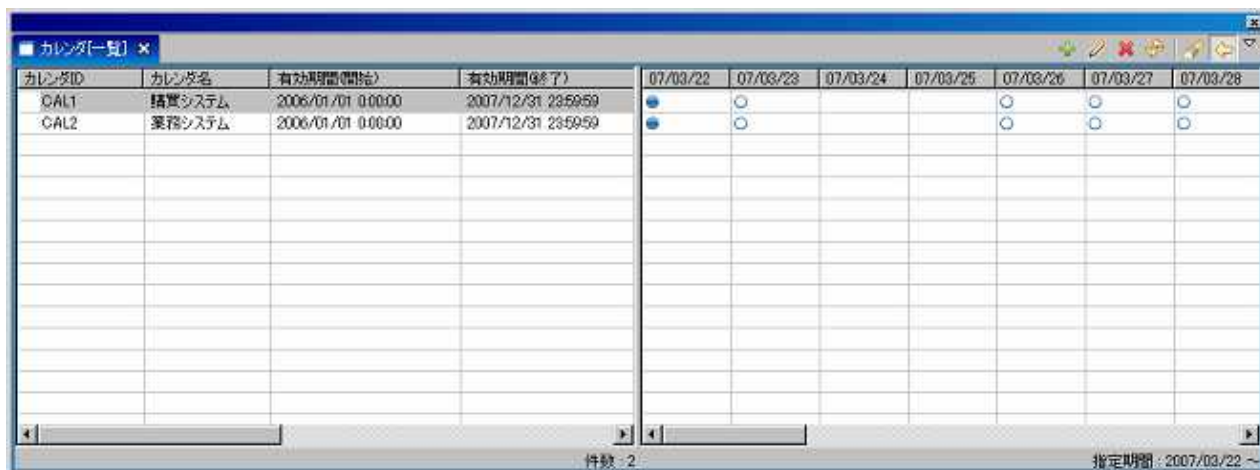 カレンダ[一覧]
カレンダID カレンダ名 有効期間(開始) 有効期間(終了) 07/03/22 07/03/23 07/03/24 07/03/25 07/03/26 07/03/27 07/03/28
CAL1 購買システム 2006/01/01 0:00:00 2007/12/31 23:59:59
CAL2 業務システム 2006/01/01 0:00:00 2007/12/31 23:59:59
件数 : 2 指定期間 : 2007/03/22 ～